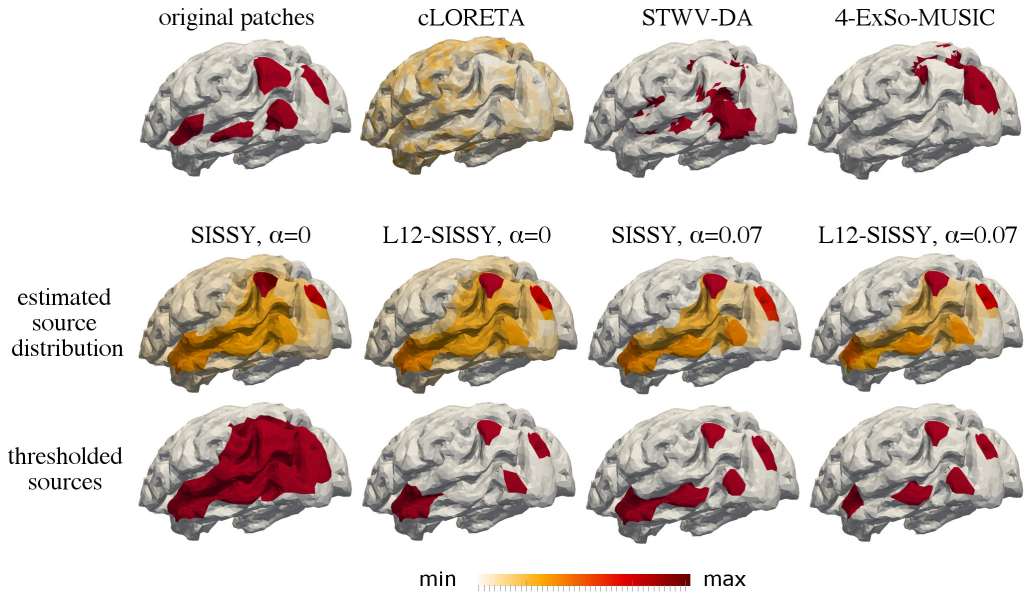 original patches
cLORETA
STWV-DA
4-ExSo-MUSIC
SISSY, α=0
L12-SISSY, α=0
SISSY, α=0.07
L12-SISSY, α=0.07
estimated
source
distribution
thresholded
sources
min
max